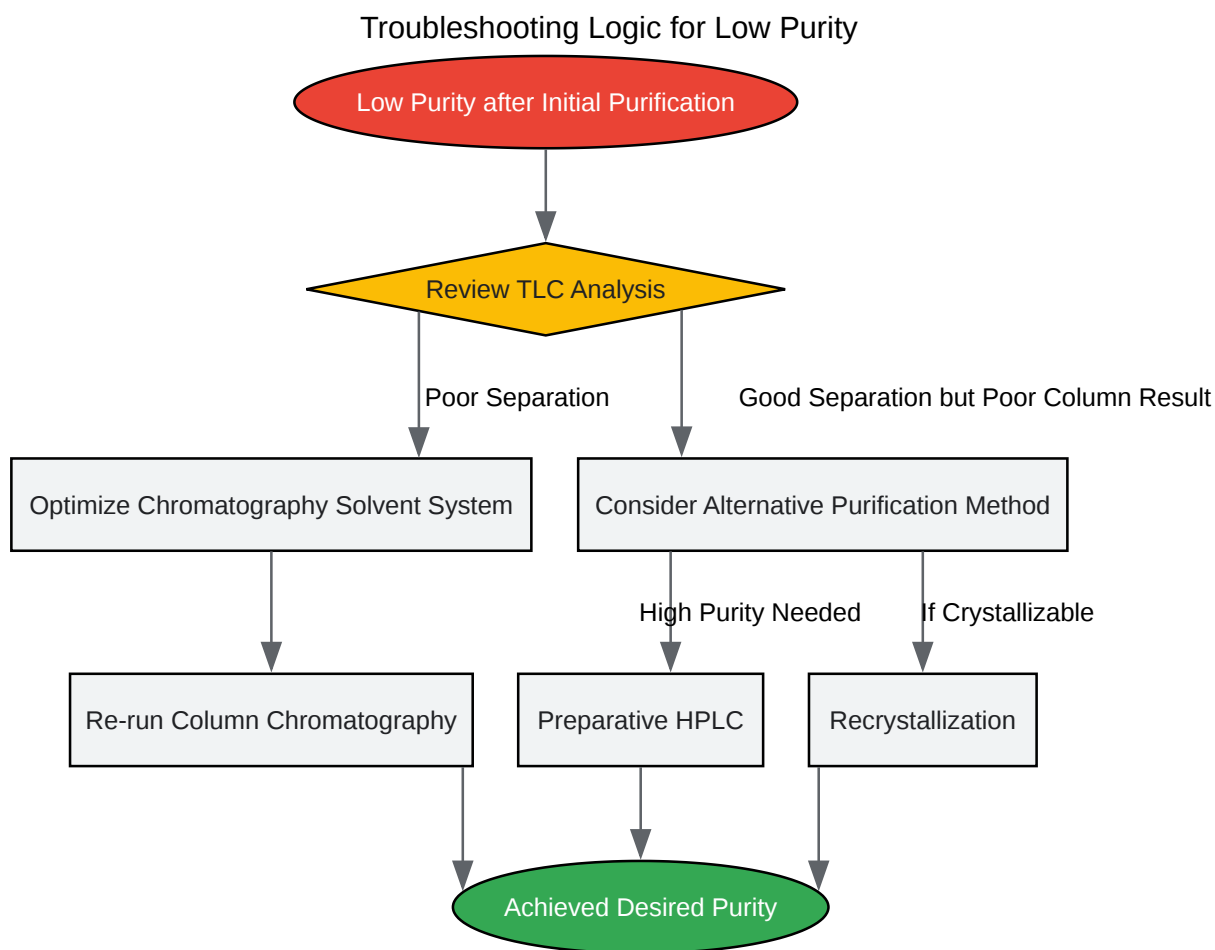 Troubleshooting Logic for Low Purity
Low Purity after Initial Purification
Review TLC Analysis
Poor Separation
Good Separation but Poor Column Result
Optimize Chromatography Solvent System
Consider Alternative Purification Method
High Purity Needed
If Crystallizable
Re-run Column Chromatography
Preparative HPLC
Recrystallization
Achieved Desired Purity